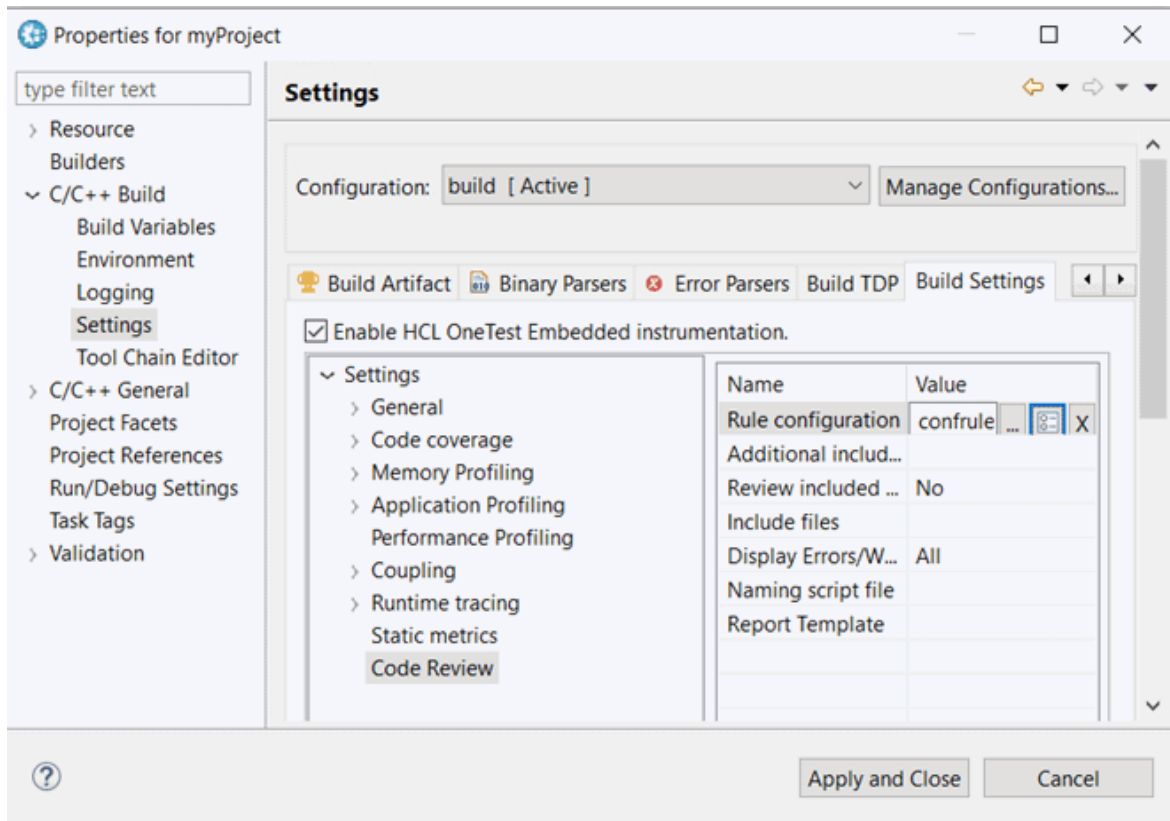 Properties for myProject
type filter text
Resource
Builders
C/C++ Build
Build Variables
Environment
Logging
Settings
Tool Chain Editor
C/C++ General
Project Facets
Project References
Run/Debug Settings
Task Tags
Validation
Settings
Configuration: build [ Active ] Manage Configurations...
Build Artifact Binary Parsers Error Parsers Build TDP Build Settings
Enable HCL OneTest Embedded instrumentation.
Settings
General
Code coverage
Memory Profiling
Application Profiling
Performance Profiling
Coupling
Runtime tracing
Static metrics
Code Review
Name Value
Rule configuration confrule ... X
Additional includ...
Review included ... No
Include files
Display Errors/W... All
Naming script file
Report Template
? Apply and Close Cancel